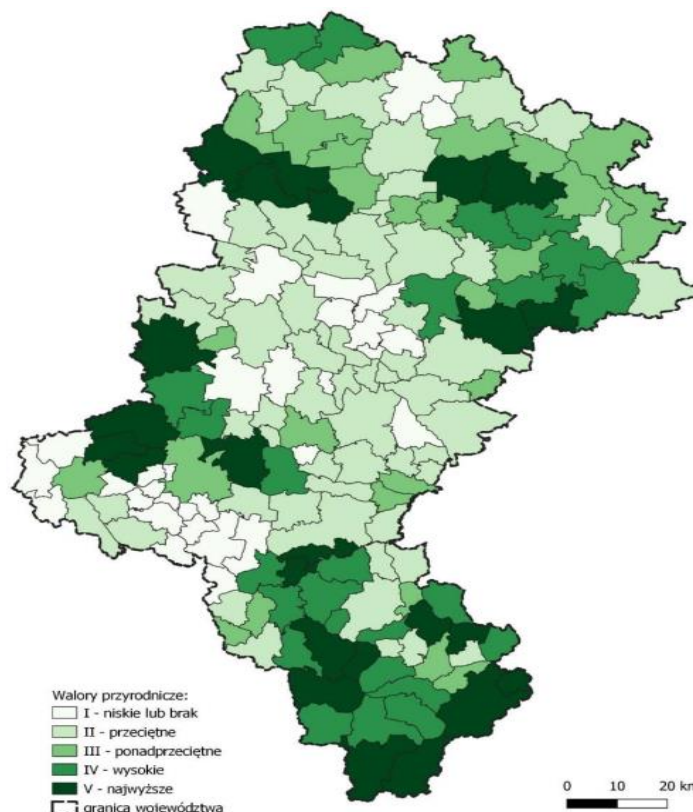 Walory przyrodnicze:
I - niskie lub brak
II - przeciętne
III - ponadprzeciętne
IV - wysokie
V - najwyższe
granica województwa
0 10 20 km